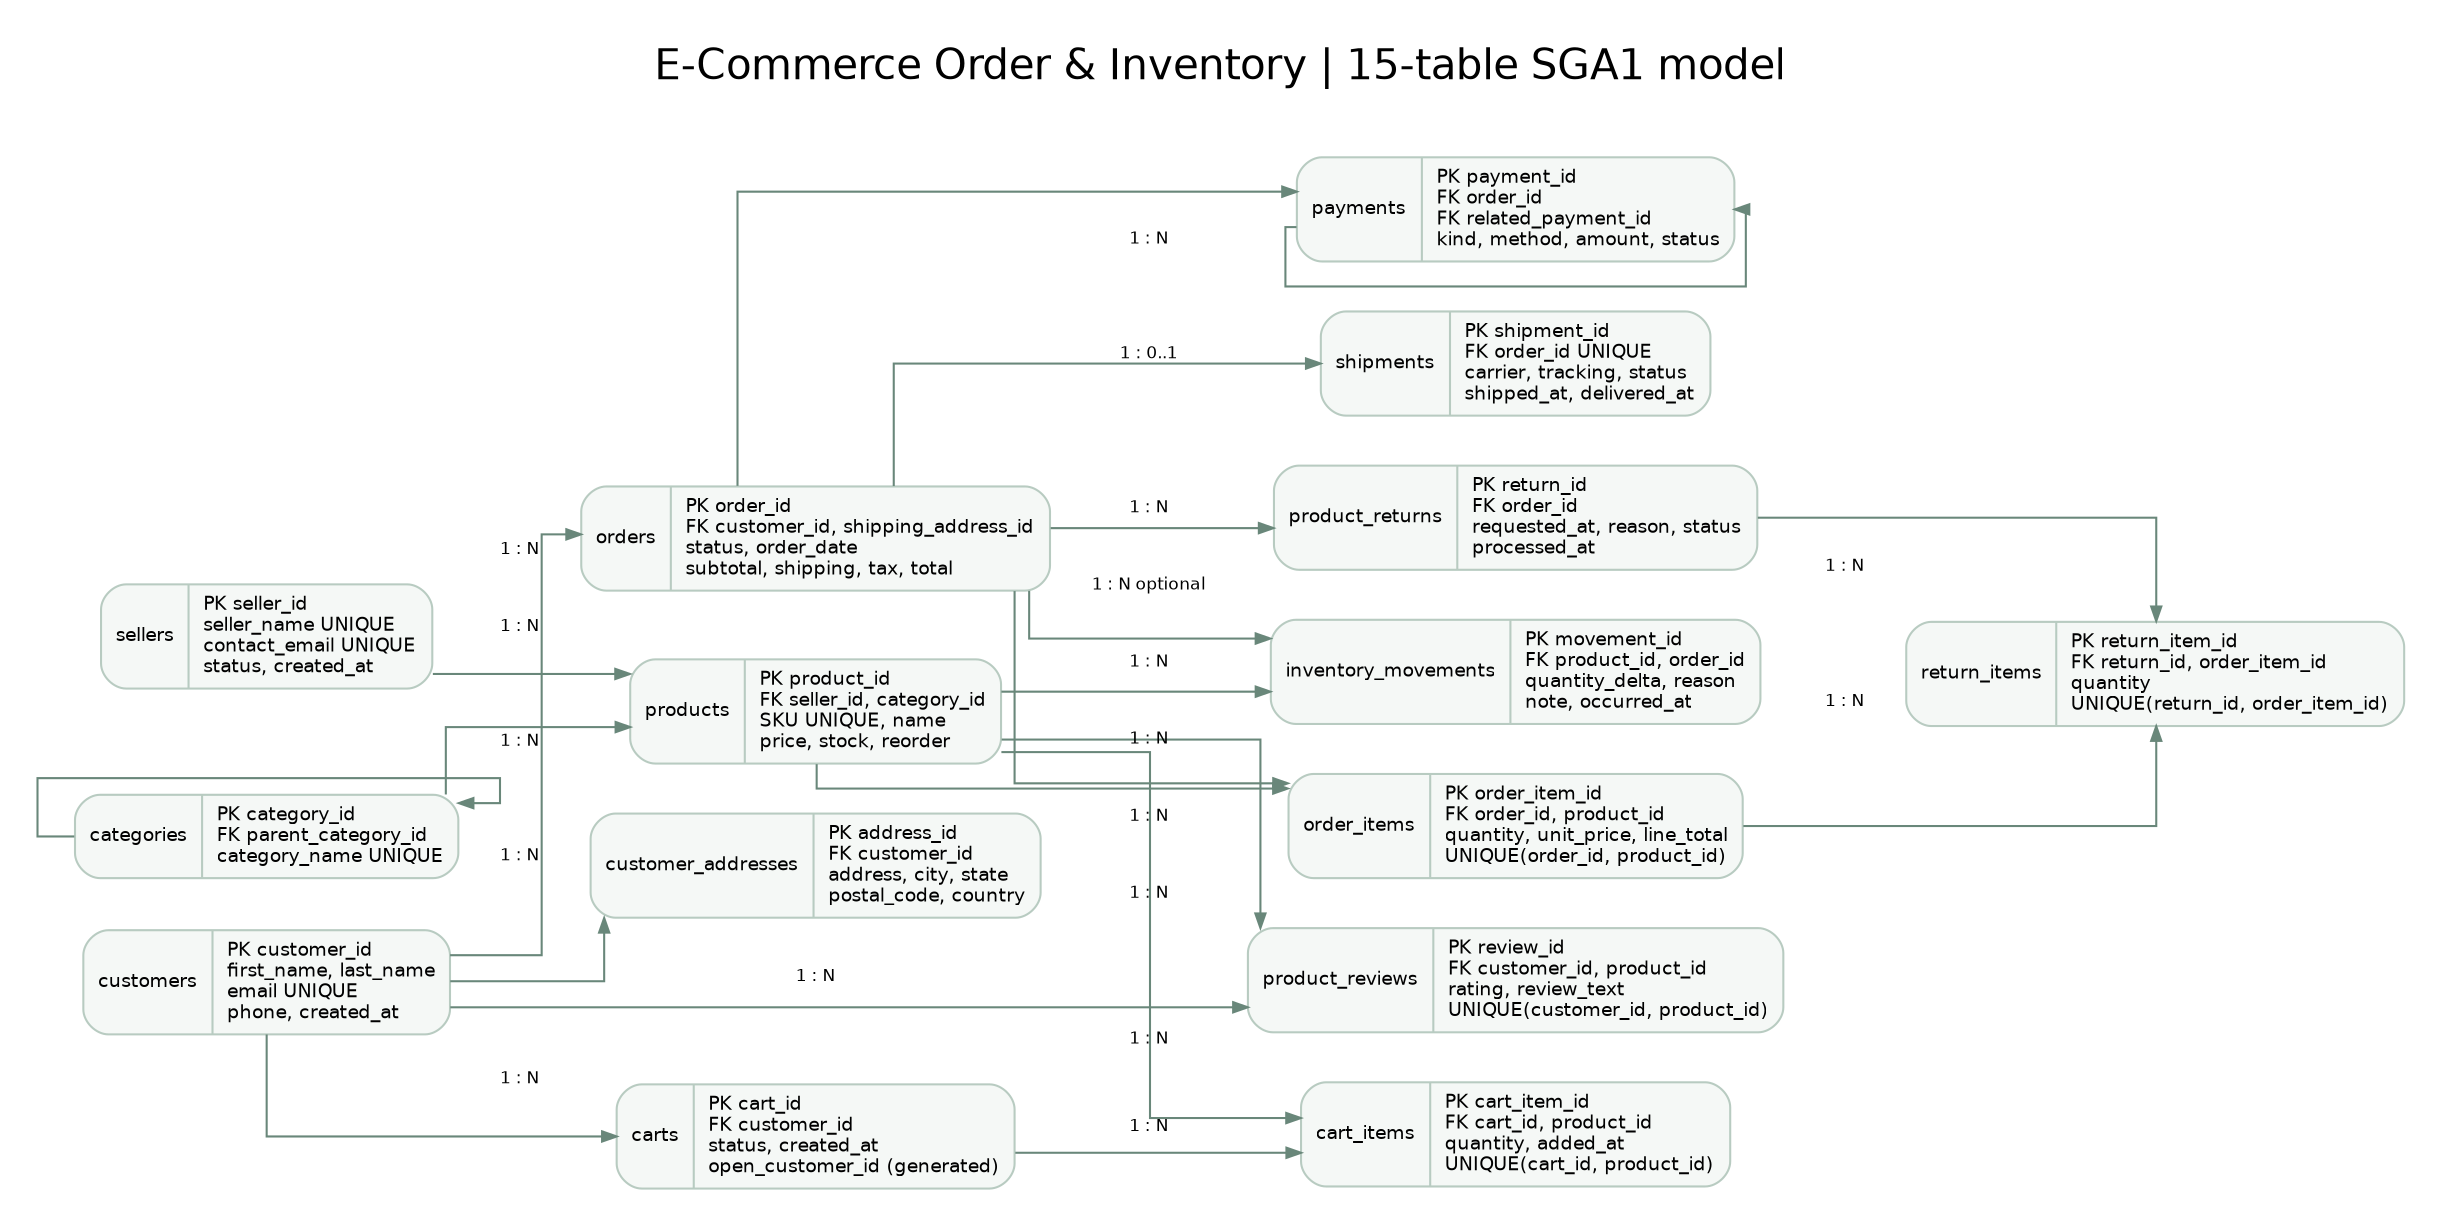 E-Commerce Order & Inventory | 15-table SGA1 model
payments
PK payment_id
FK order_id
FK related_payment_id
kind, method, amount, status
1 : N
shipments
PK shipment_id
FK order_id UNIQUE
carrier, tracking, status
shipped_at, delivered_at
1 : 0..1
orders
PK order_id
FK customer_id, shipping_address_id
status, order_date
subtotal, shipping, tax, total
1 : N
product_returns
PK return_id
FK order_id
requested_at, reason, status
processed_at
1 : N
1 : N
1 : N optional
sellers
PK seller_id
seller_name UNIQUE
contact_email UNIQUE
status, created_at
1 : N
products
PK product_id
FK seller_id, category_id
SKU UNIQUE, name
price, stock, reorder
1 : N
inventory_movements
PK movement_id
FK product_id, order_id
quantity_delta, reason
note, occurred_at
1 : N
return_items
PK return_item_id
FK return_id, order_item_id
quantity
UNIQUE(return_id, order_item_id)
1 : N
1 : N
categories
PK category_id
FK parent_category_id
category_name UNIQUE
1 : N
customer_addresses
PK address_id
FK customer_id
address, city, state
postal_code, country
1 : N
1 : N
order_items
PK order_item_id
FK order_id, product_id
quantity, unit_price, line_total
UNIQUE(order_id, product_id)
customers
PK customer_id
first_name, last_name
email UNIQUE
phone, created_at
1 : N
product_reviews
PK review_id
FK customer_id, product_id
rating, review_text
UNIQUE(customer_id, product_id)
1 : N
1 : N
carts
PK cart_id
FK customer_id
status, created_at
open_customer_id (generated)
1 : N
cart_items
PK cart_item_id
FK cart_id, product_id
quantity, added_at
UNIQUE(cart_id, product_id)